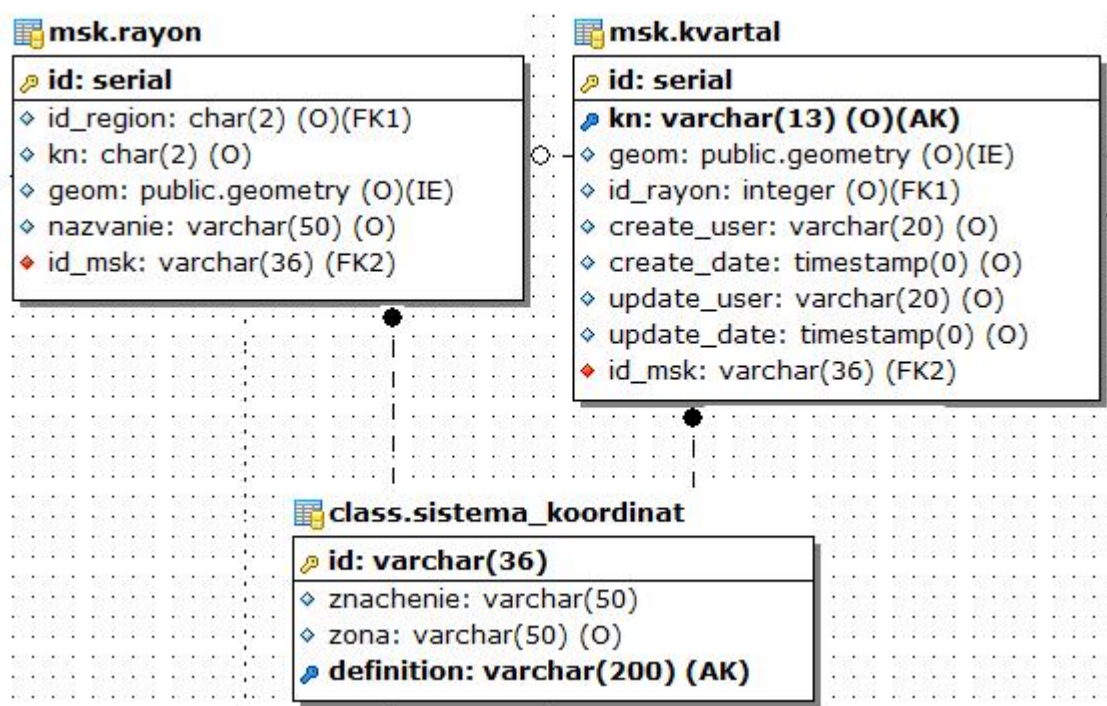 msk.rayon
id: serial
id_region: char(2) (O)(FK1)
kn: char(2) (O)
geom: public.geometry (O)(IE)
nazvanie: varchar(50) (O)
id_msk: varchar(36) (FK2)
msk.kvartal
id: serial
kn: varchar(13) (O)(AK)
geom: public.geometry (O)(IE)
id_rayon: integer (O)(FK1)
create_user: varchar(20) (O)
create_date: timestamp(0) (O)
update_user: varchar(20) (O)
update_date: timestamp(0) (O)
id_msk: varchar(36) (FK2)
class.sistema_koordinat
id: varchar(36)
znachenie: varchar(50)
zona: varchar(50) (O)
definition: varchar(200) (AK)